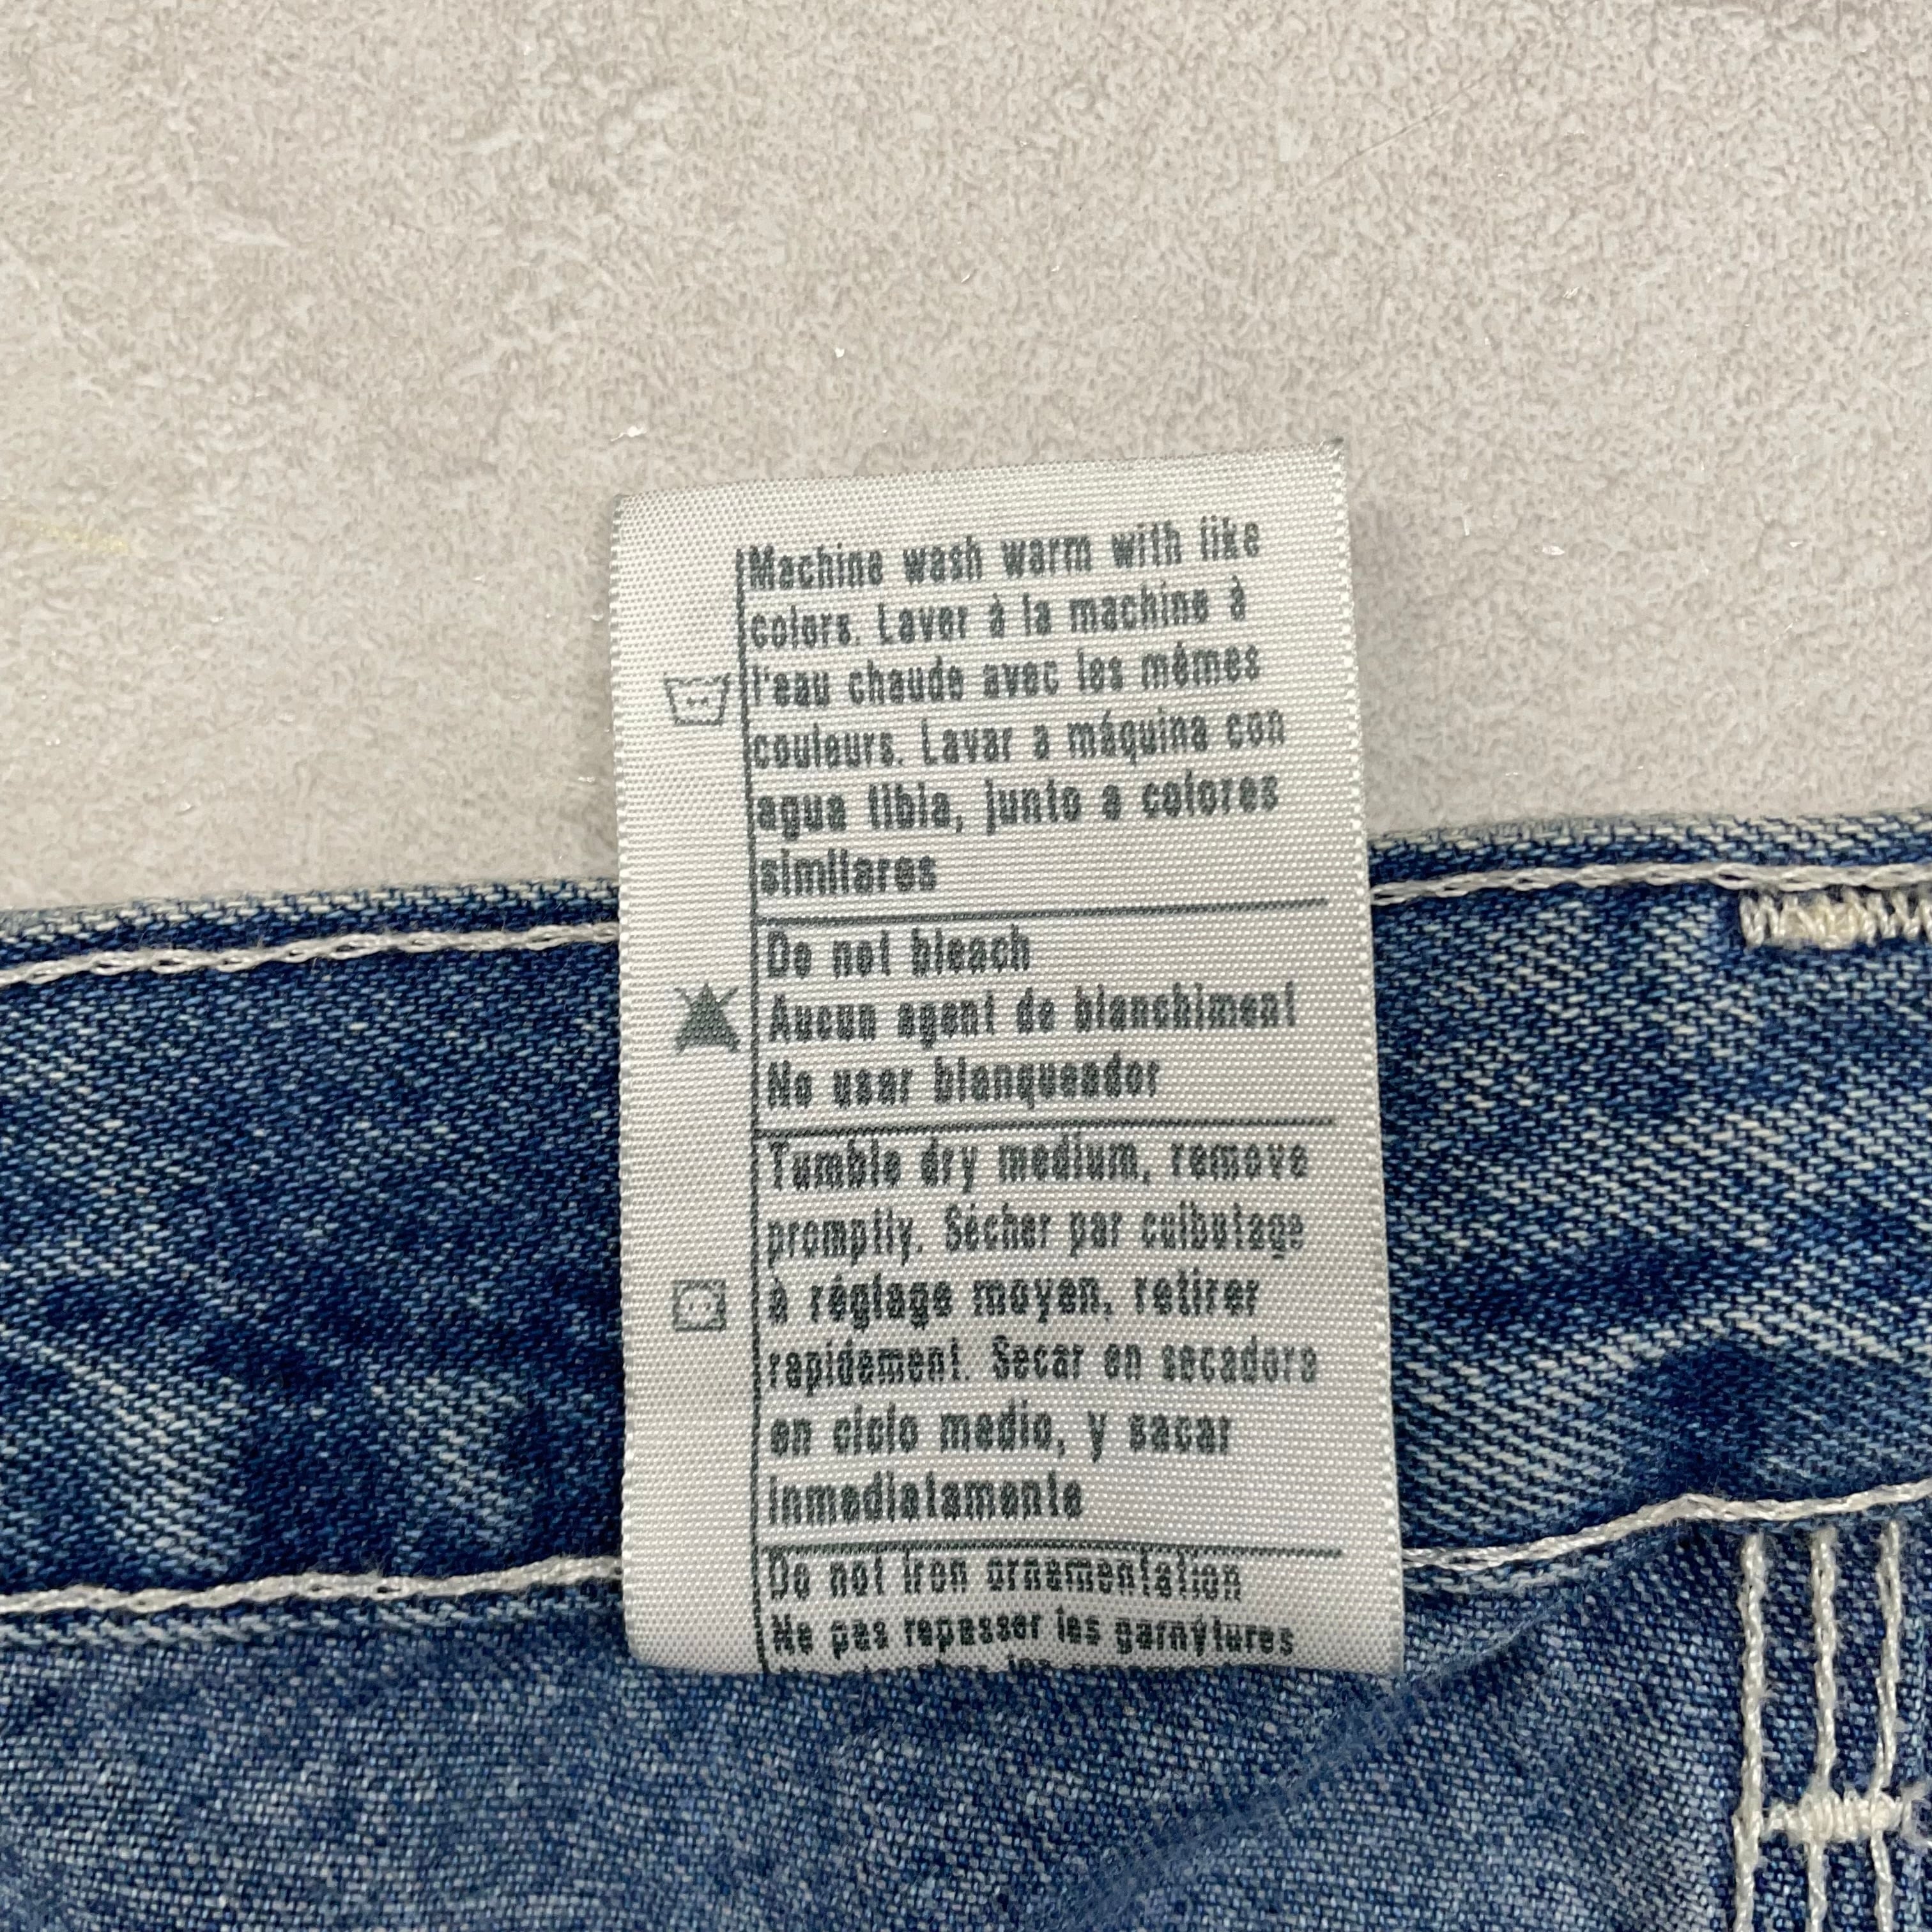 Machine wash warm with like
colors. Laver à la machine à
l'eau chaude avec les mêmes
couleurs. Lavar a máquina con
agua tibia, junto a colores
similares
Do not bleach
Aucun agent de blanchiment
No usar blanqueador
Tumble dry medium, remove
promptly. Sécher par culbutage
à réglage moyen, retirer
rapidement. Secar en secadora
en ciclo medio, y sacar
inmediatamente
Do not iron ornamentation
Ne pas repasser les garnytures